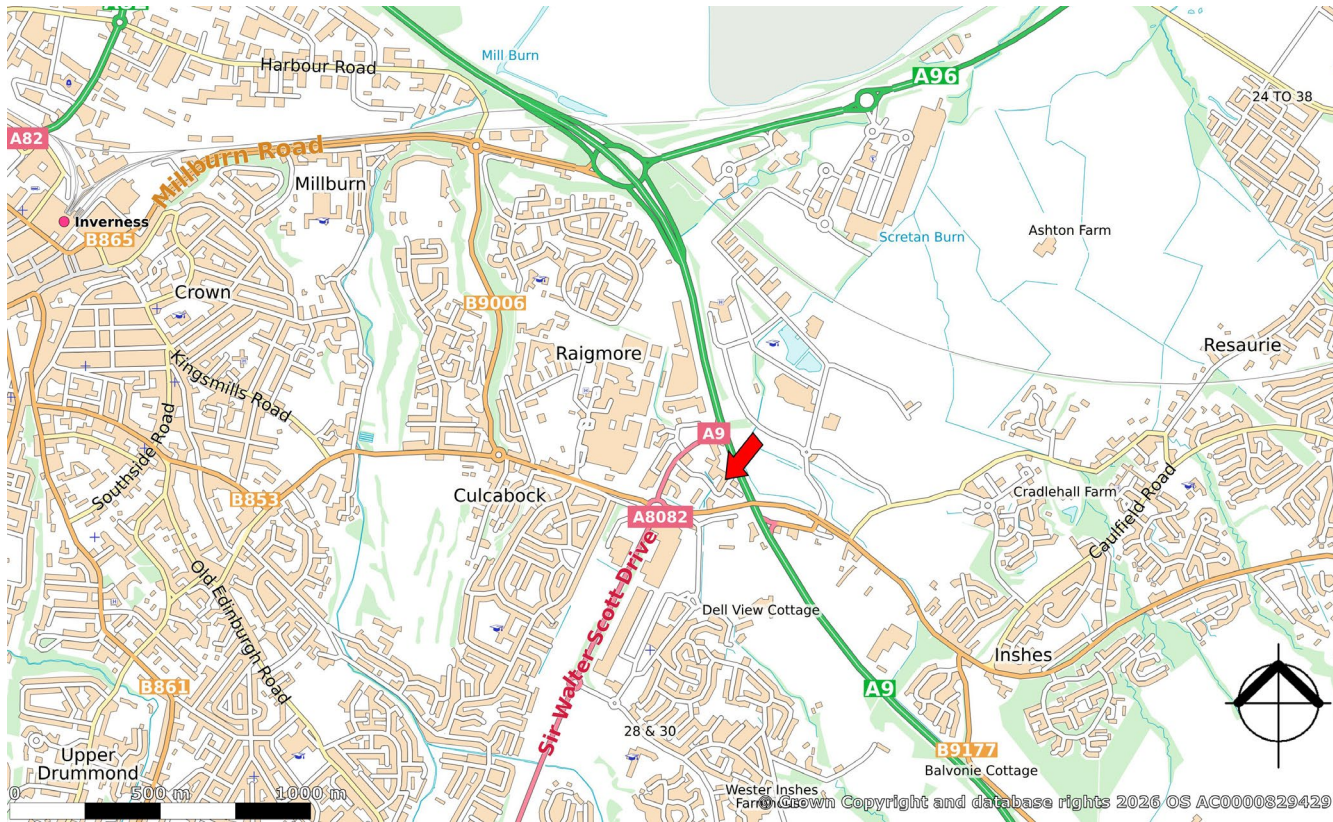 A82
Mill Burn
Harbour Road
A96
24 TO 38
A82
Millburn Road
Millburn
Inverness
B865
Scretan Burn
Ashton Farm
Crown
B9006
Raigmore
Resaurie
Kingsmills Road
A9
Southside Road
B853
Culcabock
Cradlehall Farm
A8082
Caulfield Road
Old Edinburgh Road
Sir Walter Scott Drive
Dell View Cottage
Inshes
B861
A9
28 & 30
Upper
Drummond
B9177
Balvonie Cottage
Wester Inshes
0 500 m 1000 m
© Crown Copyright and database rights 2026 OS AC0000829429